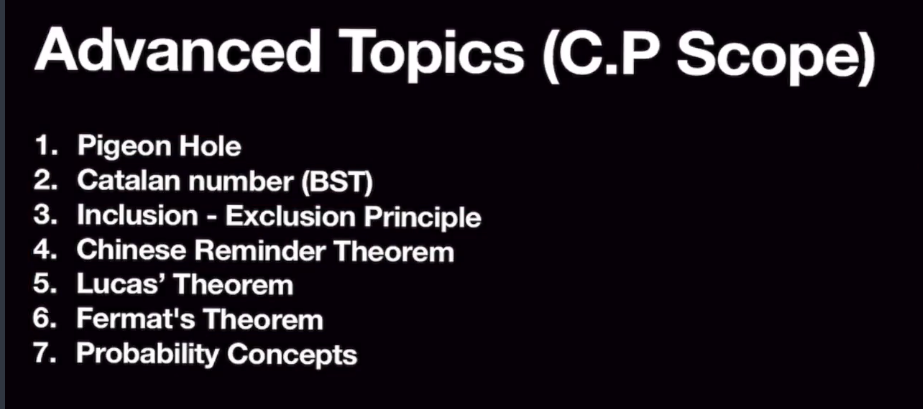 Advanced Topics (C.P Scope)
1. Pigeon Hole
2. Catalan number (BST)
3. Inclusion - Exclusion Principle
4. Chinese Reminder Theorem
5. Lucas’ Theorem
6. Fermat's Theorem
7. Probability Concepts